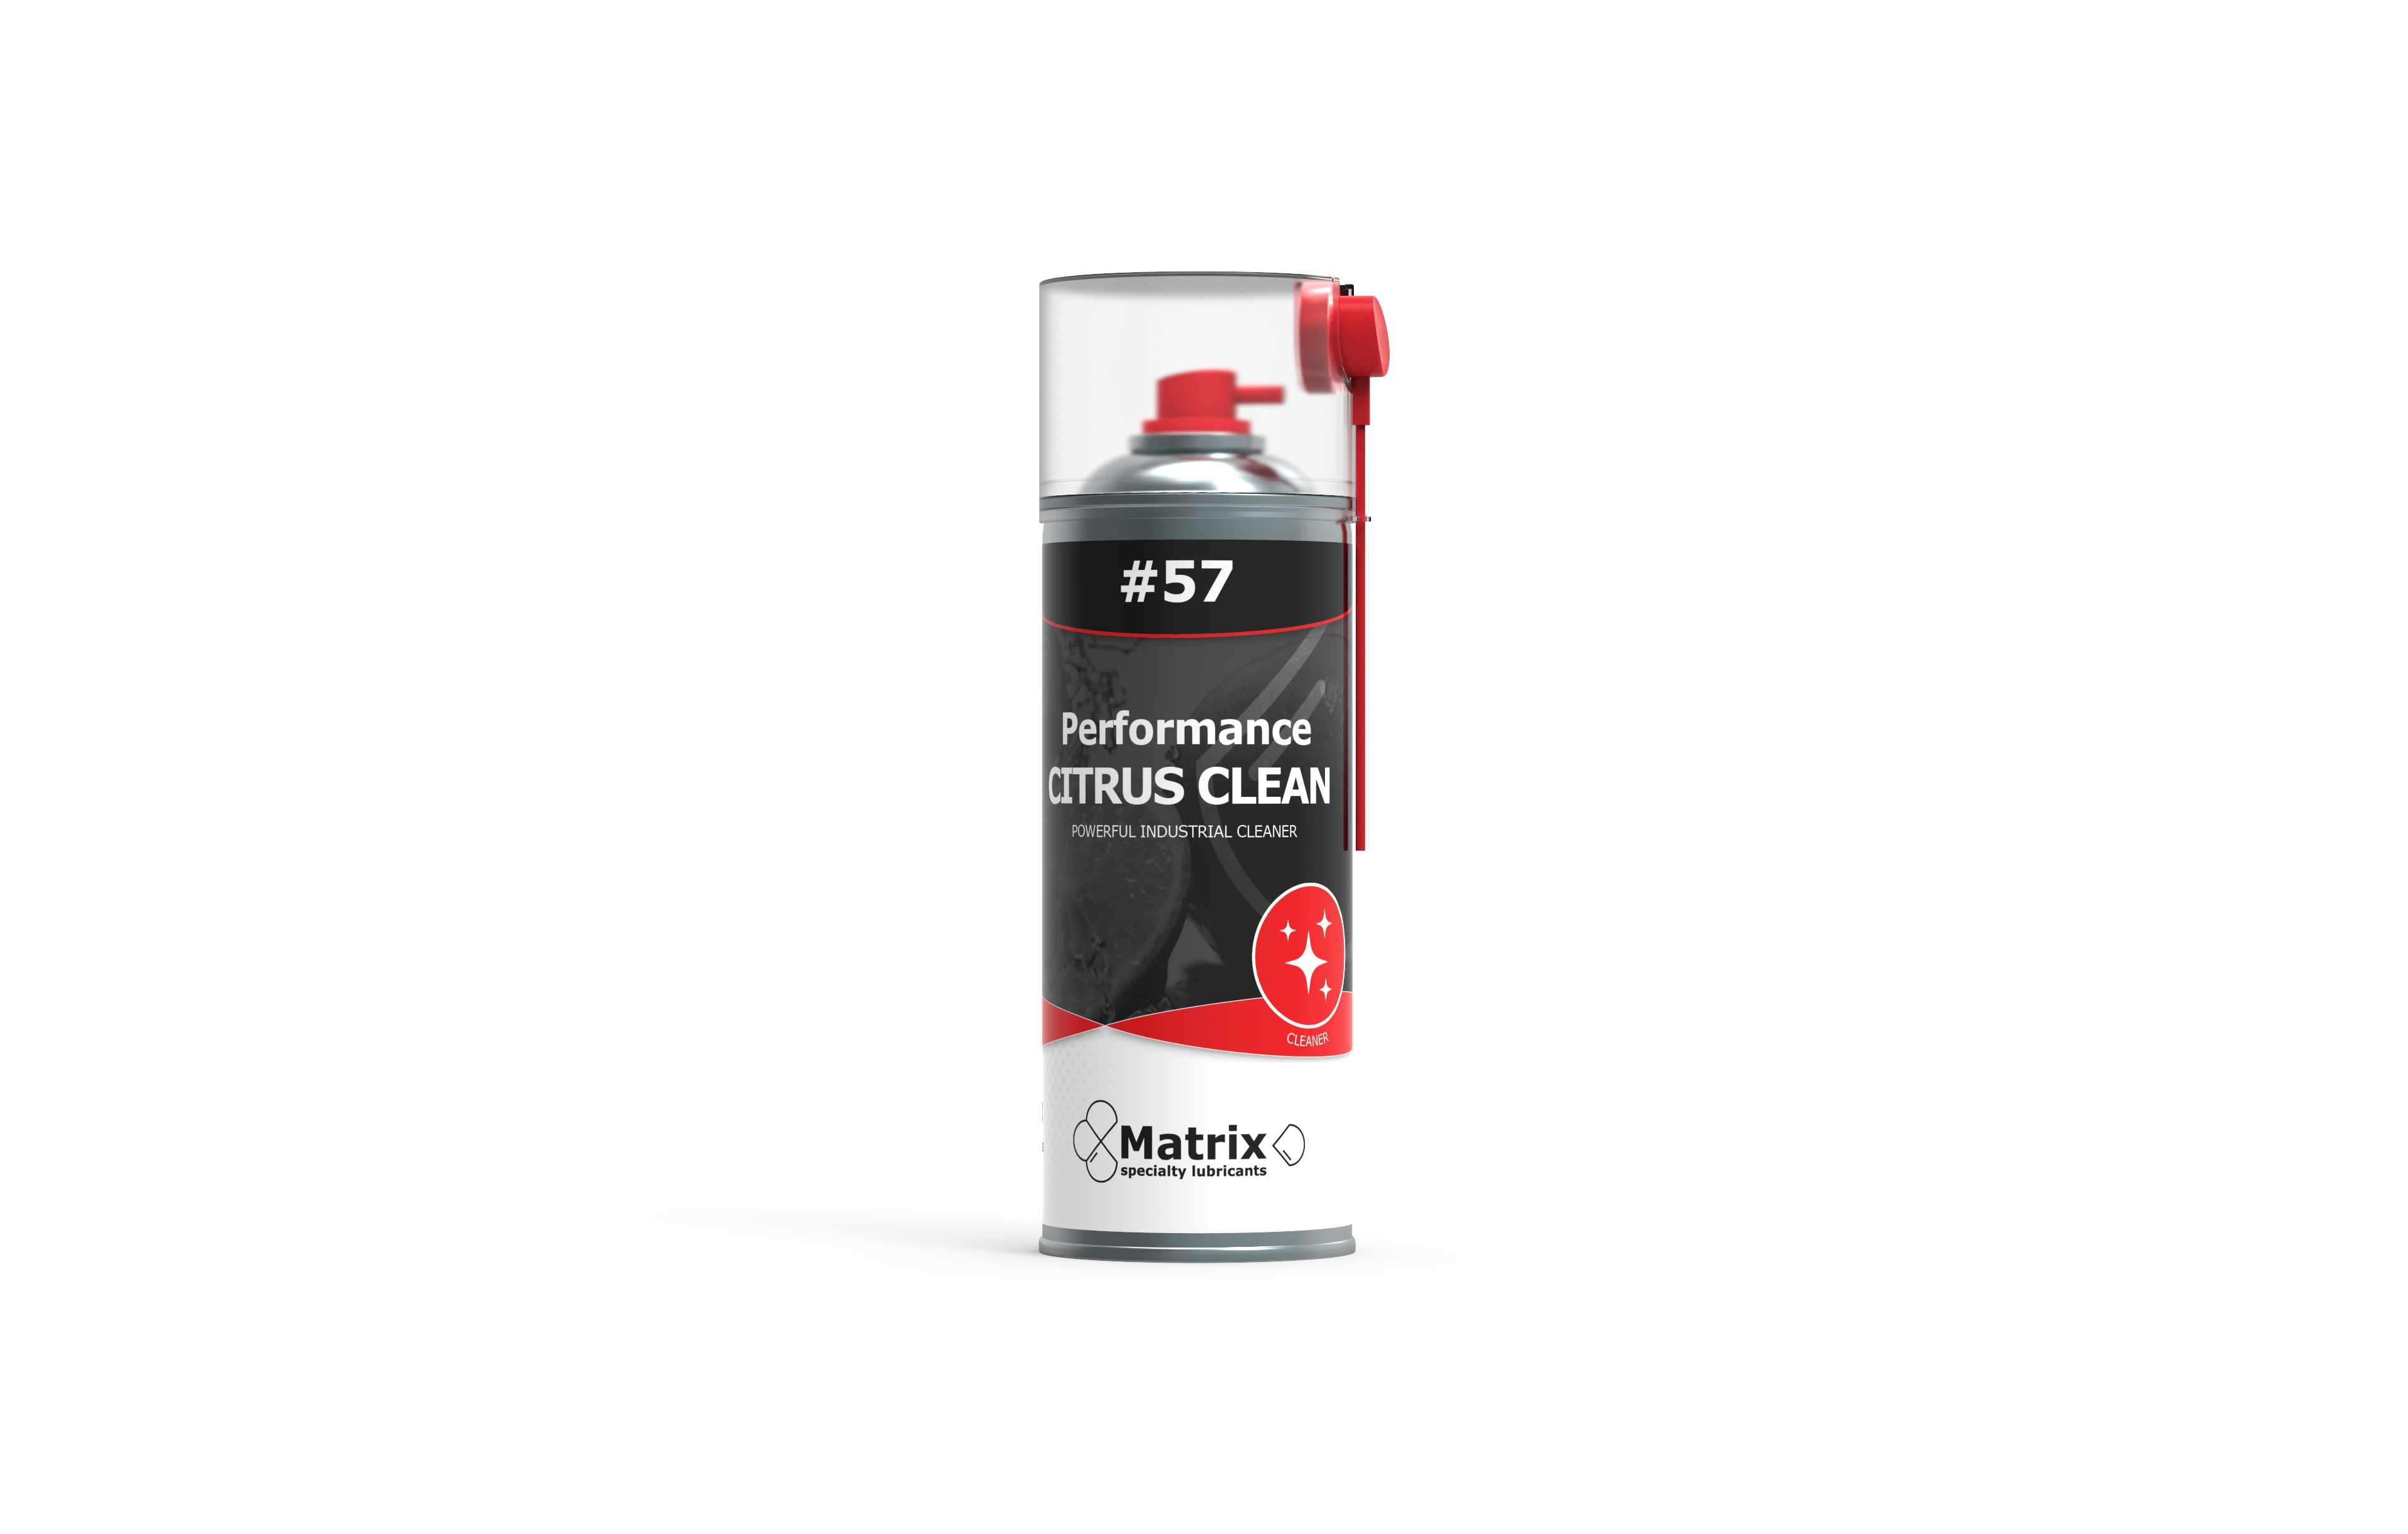 #57
Performance
CITRUS CLEAN
POWERFUL INDUSTRIAL CLEANER
CLEANER
Matrix
specialty lubricants